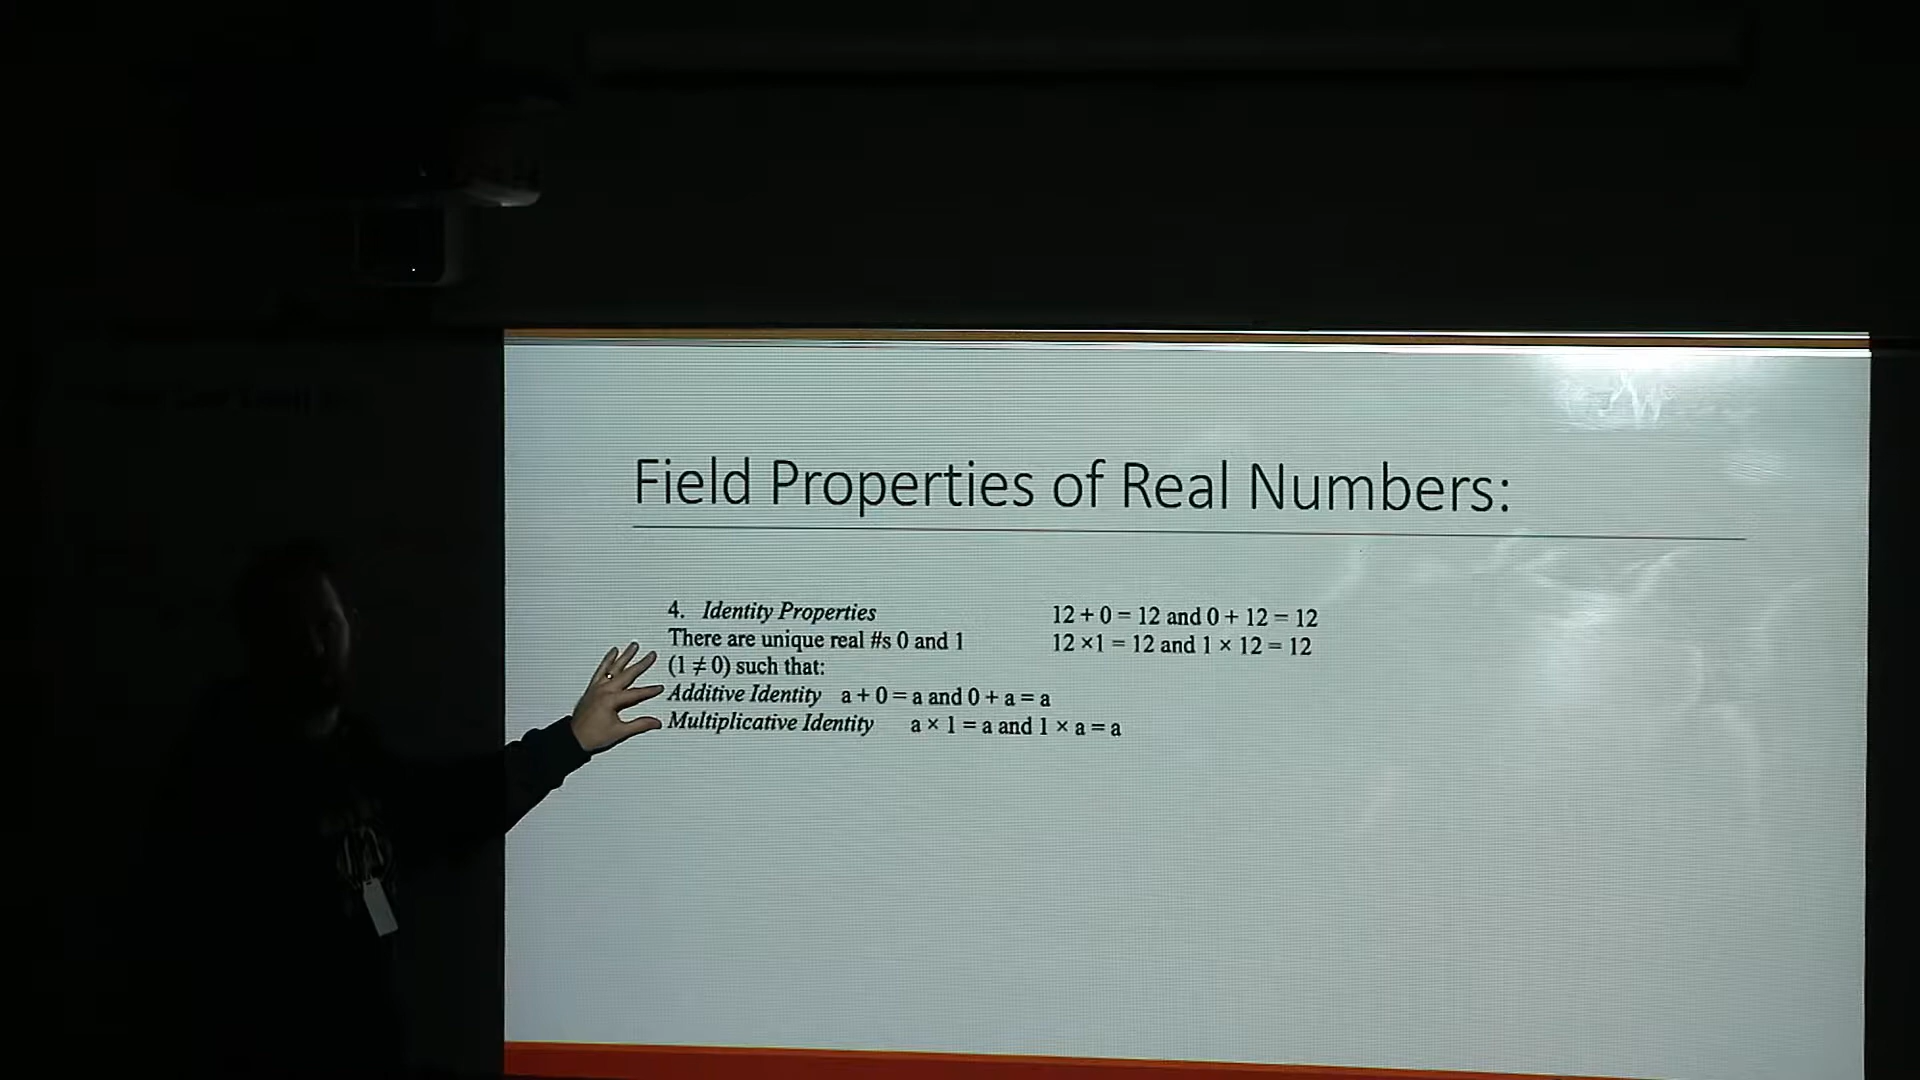 Field Properties of Real Numbers:
4. Identity Properties
There are unique real #s 0 and 1
(1 ≠ 0) such that:
Additive Identity a + 0 = a and 0 + a = a
Multiplicative Identity a × 1 = a and 1 × a = a
12 + 0 = 12 and 0 + 12 = 12
12 ×1 = 12 and 1 × 12 = 12